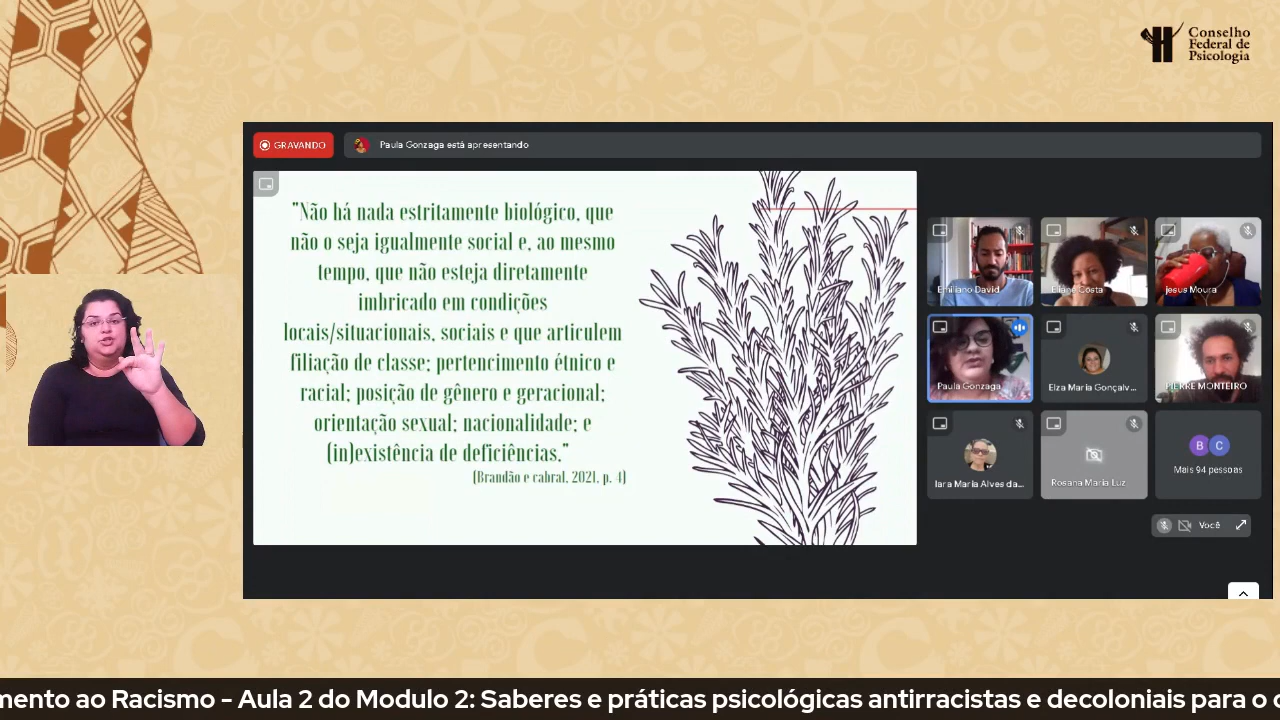 Conselho
Federal de
Psicologia
GRAVANDO
Paula Gonzaga está apresentando
"Não há nada estritamente biológico, que
não o seja igualmente social e, ao mesmo
tempo, que não esteja diretamente
imbricado em condições
locais/situacionais, sociais e que articulem
filiação de classe; pertencimento étnico e
racial; posição de gênero e geracional;
orientação sexual; nacionalidade; e
(in)existência de deficiências."
(Brandão e cabral, 2021, p. 4)
Emiliano David
Eliane Costa
jesus Moura
Paula Gonzaga
Elza Maria Gonçalv...
PIERRE MONTEIRO
Iara Maria Alves da...
Rosana Maria Luz
B C
Mais 94 pessoas
Você
mento ao Racismo - Aula 2 do Modulo 2: Saberes e práticas psicológicas antirracistas e decoloniais para o